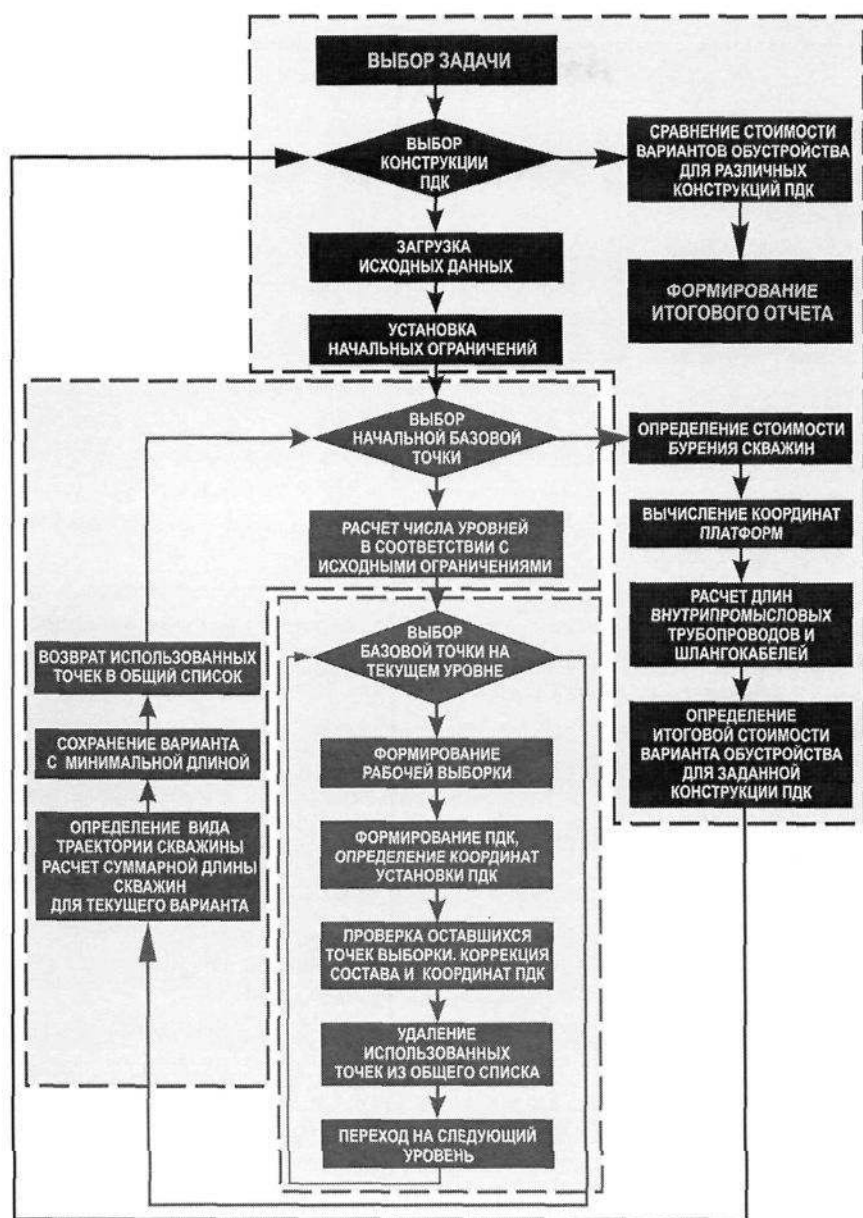 ВЫБОР ЗАДАЧИ
ВЫБОР
КОНСТРУКЦИИ
ПДК
СРАВНЕНИЕ СТОИМОСТИ
ВАРИАНТОВ ОБУСТРОЙСТВА
ДЛЯ РАЗЛИЧНЫХ
КОНСТРУКЦИЙ ПДК
ЗАГРУЗКА
ИСХОДНЫХ ДАННЫХ
ФОРМИРОВАНИЕ
ИТОГОВОГО ОТЧЕТА
УСТАНОВКА
НАЧАЛЬНЫХ ОГРАНИЧЕНИЙ
ВЫБОР
НАЧАЛЬНОЙ БАЗОВОЙ
ТОЧКИ
ОПРЕДЕЛЕНИЕ СТОИМОСТИ
БУРЕНИЯ СКВАЖИН
РАСЧЕТ ЧИСЛА УРОВНЕЙ
В СООТВЕТСТВИИ С
ИСХОДНЫМИ ОГРАНИЧЕНИЯМИ
ВЫЧИСЛЕНИЕ КООРДИНАТ
ПЛАТФОРМ
РАСЧЕТ ДЛИН
ВНУТРИПРОМЫСЛОВЫХ
ТРУБОПРОВОДОВ И
ШЛАНГОКАБЕЛЕЙ
ВЫБОР
БАЗОВОЙ ТОЧКИ НА
ТЕКУЩЕМ УРОВНЕ
ВОЗВРАТ ИСПОЛЬЗОВАННЫХ
ТОЧЕК В ОБЩИЙ СПИСОК
ОПРЕДЕЛЕНИЕ
ИТОГОВОЙ СТОИМОСТИ
ВАРИАНТА ОБУСТРОЙСТВА
ДЛЯ ЗАДАННОЙ
КОНСТРУКЦИИ ПДК
СОХРАНЕНИЕ ВАРИАНТА
С МИНИМАЛЬНОЙ ДЛИНОЙ
ФОРМИРОВАНИЕ
РАБОЧЕЙ ВЫБОРКИ
ОПРЕДЕЛЕНИЕ ВИДА
ТРАЕКТОРИИ СКВАЖИНЫ
РАСЧЕТ СУММАРНОЙ ДЛИНЫ
СКВАЖИН
ДЛЯ ТЕКУЩЕГО ВАРИАНТА
ФОРМИРОВАНИЕ ПДК,
ОПРЕДЕЛЕНИЕ КООРДИНАТ
УСТАНОВКИ ПДК
ПРОВЕРКА ОСТАВШИХСЯ
ТОЧЕК ВЫБОРКИ. КОРРЕКЦИЯ
СОСТАВА И КООРДИНАТ ПДК
УДАЛЕНИЕ
ИСПОЛЬЗОВАННЫХ
ТОЧЕК ИЗ ОБЩЕГО СПИСКА
ПЕРЕХОД НА СЛЕДУЮЩИЙ
УРОВЕНЬ